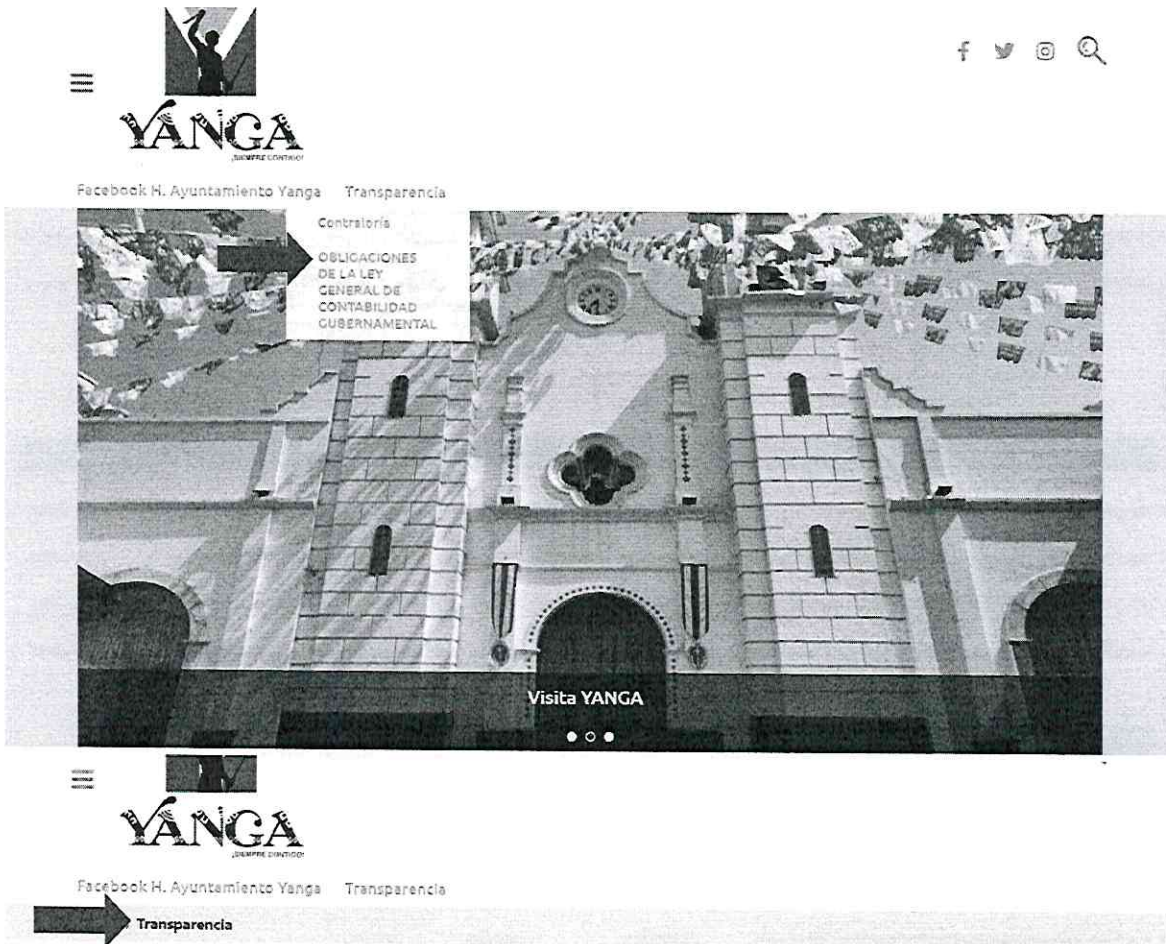 YANGA
¡SIEMPRE CONTIGO!
Facebook H. Ayuntamiento Yanga Transparencia
Contraloría
OBLIGACIONES
DE LA LEY
GENERAL DE
CONTABILIDAD
GUBERNAMENTAL
Visita YANGA
YANGA
¡SIEMPRE CONTIGO!
Facebook H. Ayuntamiento Yanga Transparencia
Transparencia